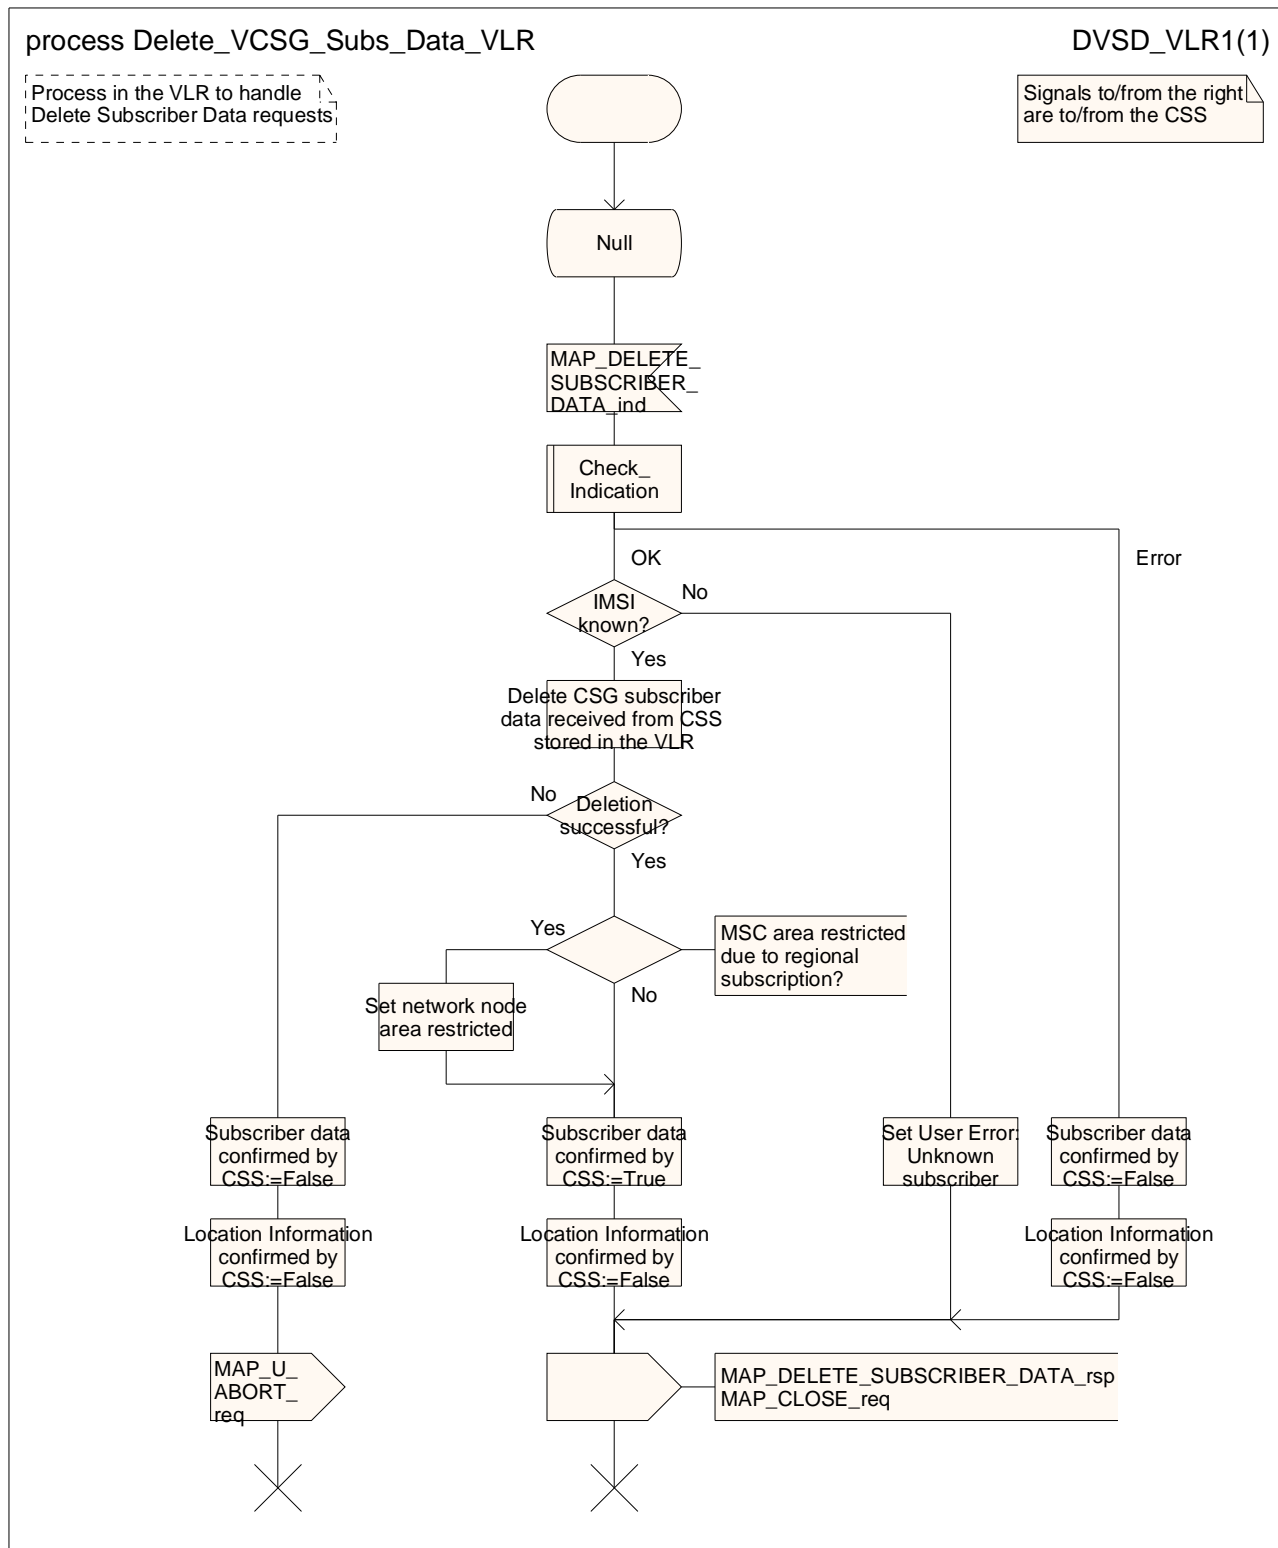 process Delete_VCSG_Subs_Data_VLR
DVSD_VLR1(1)
Process in the VLR to handle
Delete Subscriber Data requests
Signals to/from the right
are to/from the CSS
Null
MAP_DELETE_
SUBSCRIBER_
DATA_ind
Check_
Indication
OK
Error
IMSI
known?
No
Yes
Delete CSG subscriber
data received from CSS
stored in the VLR
No
Deletion
successful?
Yes
Yes
MSC area restricted
due to regional
subscription?
No
Set network node
area restricted
Subscriber data
confirmed by
CSS:=False
Subscriber data
confirmed by
CSS:=True
Set User Error:
Unknown
subscriber
Subscriber data
confirmed by
CSS:=False
Location Information
confirmed by
CSS:=False
Location Information
confirmed by
CSS:=False
Location Information
confirmed by
CSS:=False
MAP_U_
ABORT_
req
MAP_DELETE_SUBSCRIBER_DATA_rsp
MAP_CLOSE_req